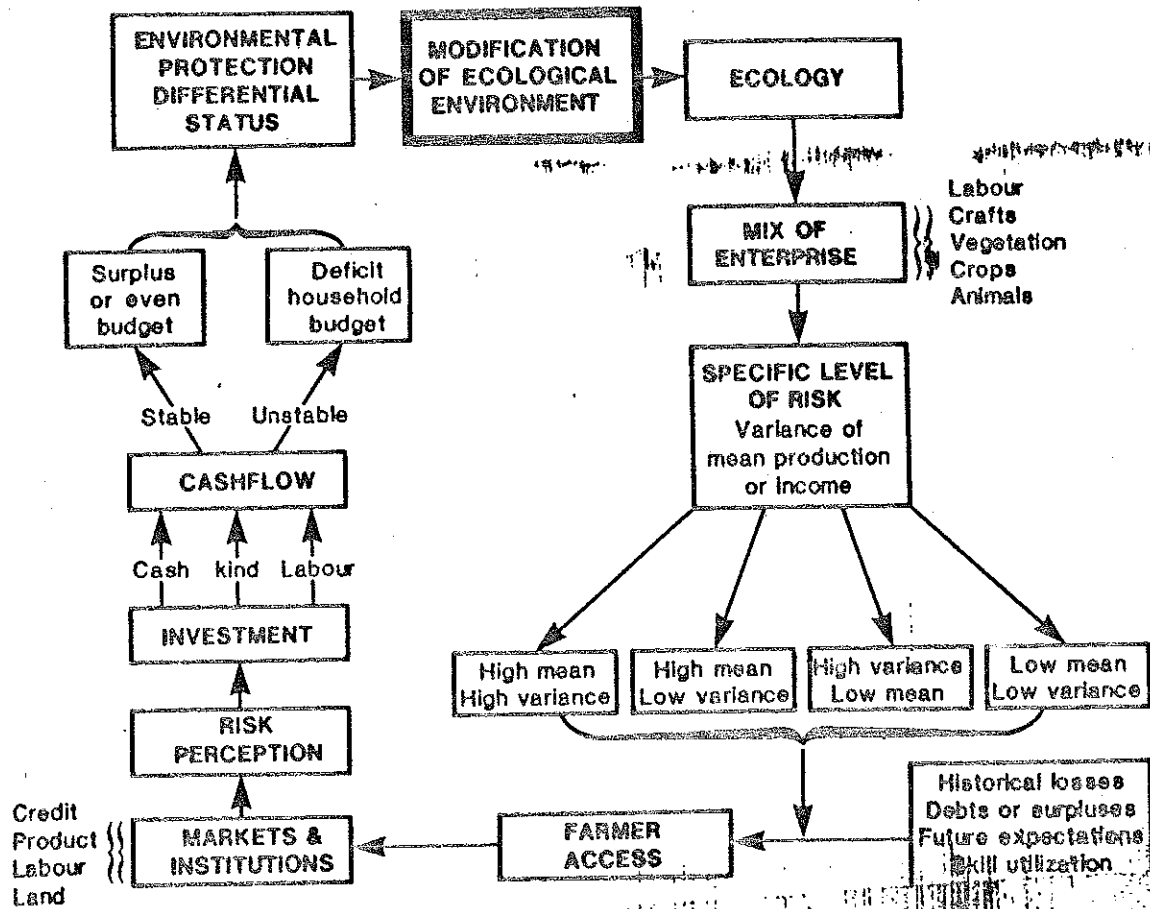 ENVIRONMENTAL
PROTECTION
DIFFERENTIAL
STATUS
MODIFICATION
OF ECOLOGICAL
ENVIRONMENT
ECOLOGY
MIX OF
ENTERPRISE
Labour
Crafts
Vegetation
Crops
Animals
Surplus
or even
budget
Deficit
household
budget
SPECIFIC LEVEL
OF RISK
Variance of
mean production
or income
Stable
Unstable
CASHFLOW
Cash
kind
Labour
INVESTMENT
High mean
High variance
High mean
Low variance
High variance
Low mean
Low mean
Low variance
RISK
PERCEPTION
Historical losses
Debts or surpluses
Future expectations
Skill utilization
FARMER
ACCESS
MARKETS &
INSTITUTIONS
Credit
Product
Labour
Land